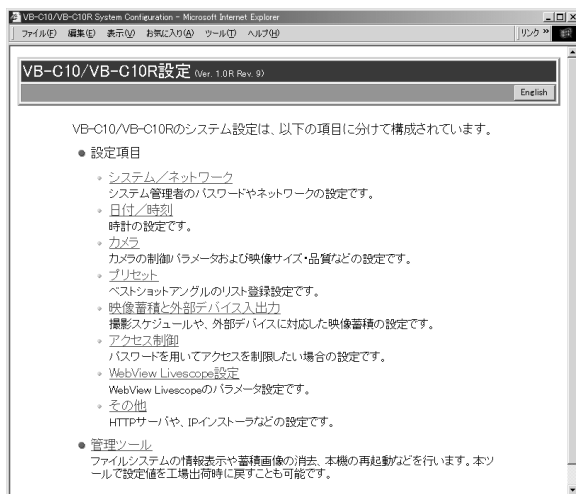 VB-C10/VB-C10R System Configuration - Microsoft Internet Explorer
ファイル(F) 編集(E) 表示(V) お気に入り(A) ツール(T) ヘルプ(H) リンク »
VB-C10/VB-C10R設定 (Ver. 1.0R Rev. 9)
English
VB-C10/VB-C10Rのシステム設定は、以下の項目に分けて構成されています。
● 設定項目
システム／ネットワーク
システム管理者のパスワードやネットワークの設定です。
日付／時刻
時計の設定です。
カメラ
カメラの制御パラメータおよび映像サイズ・品質などの設定です。
プリセット
ベストショットアングルのリスト登録設定です。
映像蓄積と外部デバイス入出力
撮影スケジュールや、外部デバイスに対応した映像蓄積の設定です。
アクセス制御
パスワードを用いてアクセスを制限したい場合の設定です。
WebView Livescope設定
WebView Livescopeのパラメータ設定です。
その他
HTTPサーバや、IPインストーラなどの設定です。
● 管理ツール
ファイルシステムの情報表示や蓄積画像の消去、本機の再起動などを行います。本ツ
ールで設定値を工場出荷時に戻すことも可能です。